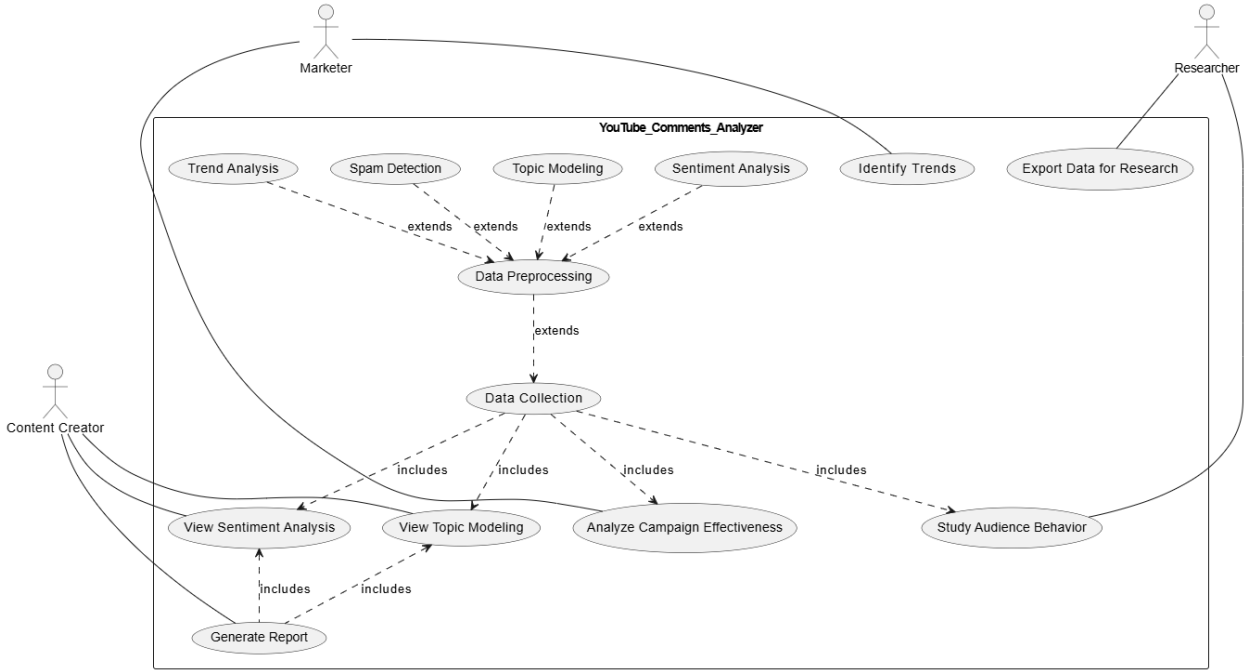 Marketer
Researcher
YouTube_Comments_Analyzer
Trend Analysis
Spam Detection
Topic Modeling
Sentiment Analysis
Identify Trends
Export Data for Research
extends
extends
extends
extends
Data Preprocessing
extends
Data Collection
Content Creator
includes
includes
includes
includes
View Sentiment Analysis
View Topic Modeling
Analyze Campaign Effectiveness
Study Audience Behavior
includes
includes
Generate Report